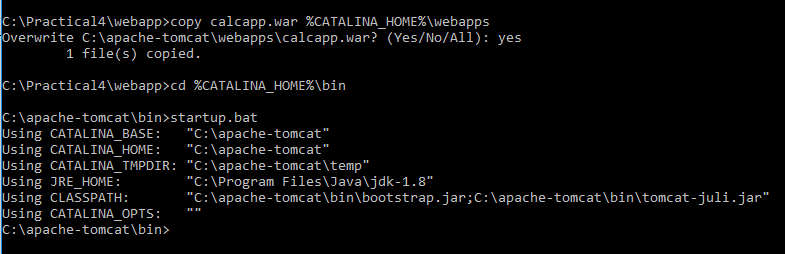 C:\Practical4\webapp>copy calcapp.war %CATALINA_HOME%\webapps
Overwrite C:\apache-tomcat\webapps\calcapp.war? (Yes/No/All): yes
        1 file(s) copied.
C:\Practical4\webapp>cd %CATALINA_HOME%\bin
C:\apache-tomcat\bin>startup.bat
Using CATALINA_BASE:   "C:\apache-tomcat"
Using CATALINA_HOME:   "C:\apache-tomcat"
Using CATALINA_TMPDIR: "C:\apache-tomcat\temp"
Using JRE_HOME:        "C:\Program Files\Java\jdk-1.8"
Using CLASSPATH:       "C:\apache-tomcat\bin\bootstrap.jar;C:\apache-tomcat\bin\tomcat-juli.jar"
Using CATALINA_OPTS:   ""
C:\apache-tomcat\bin>